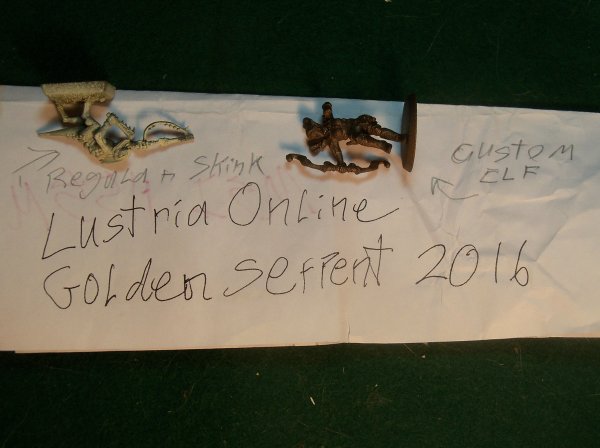 Regular Skink
Custom
ELF
Lustria Online
Golden Serpent 2016